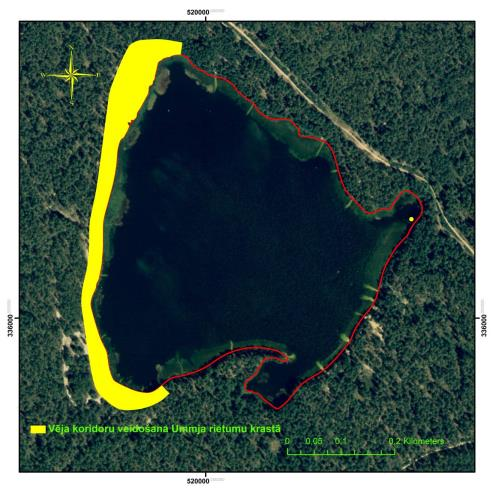 520000
336000
336000
Vēja koridoru veidošana Ummja rietumu krastā
0 0,05 0,1 0,2 Kilometers
520000